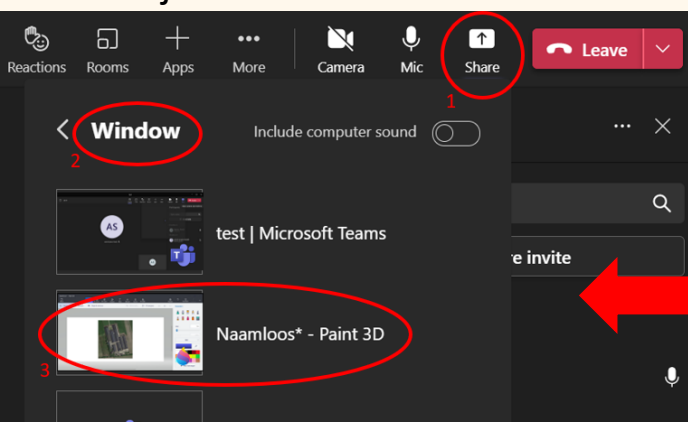 Reactions Rooms Apps More Camera Mic Share Leave
1
Window Include computer sound
2
AS test | Microsoft Teams
re invite
Naamloos* - Paint 3D
3